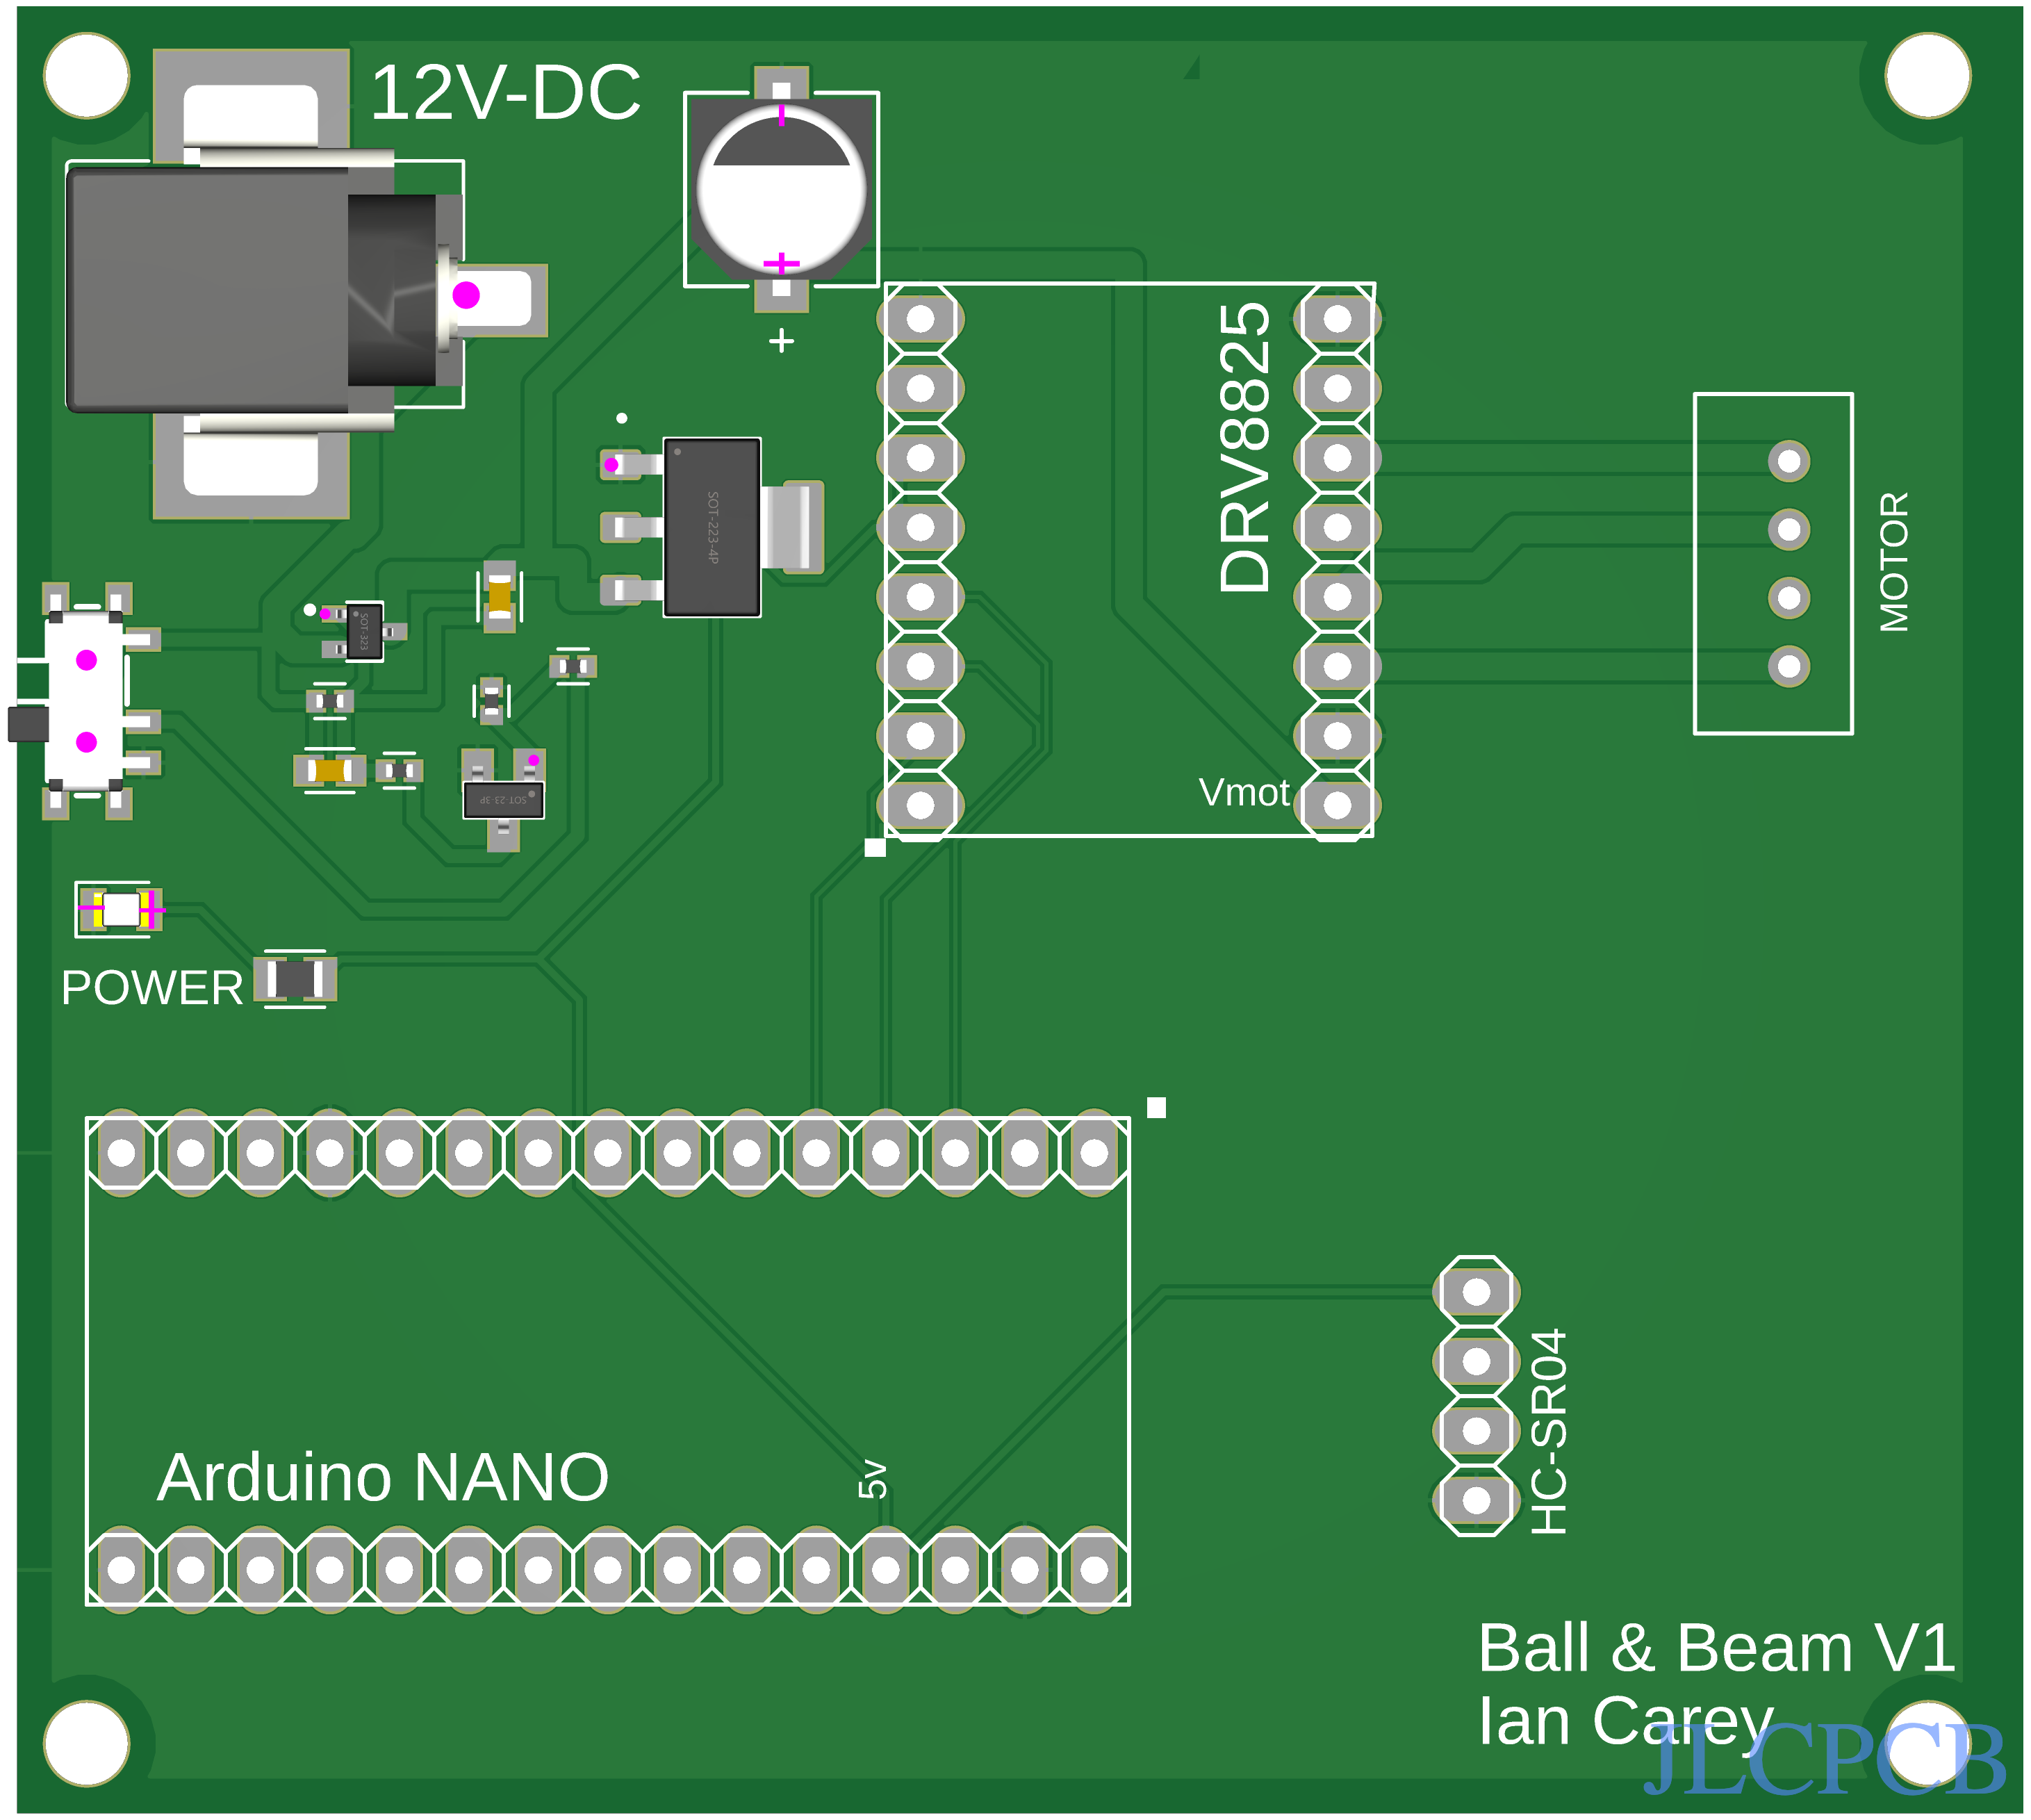 12V-DC
+
DRV8825
SOT-223-4P
MOTOR
SOT-323
Vmot
SOT-23-3P
POWER
HC-SR04
Arduino NANO
5v
Ball & Beam V1
Ian Carey
JLCPCB